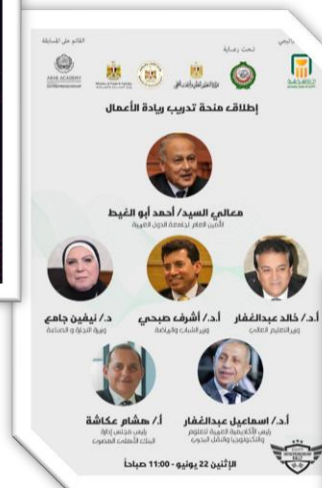 القائم على المسابقة
تحت رعاية
ARAB ACADEMY
إطلاق منحة تدريب ريادة الأعمال
معالي السيد/ أحمد أبو الغيط
الأمين العام لجامعة الدول العربية
أ.د/ خالد عبدالغفار
وزير التعليم العالي
أ.د/ أشرف صبحي
وزير الشباب والرياضة
د/ نيفين جامع
وزيرة التجارة و الصناعة
أ.د/ اسماعيل عبدالغفار
رئيس الأكاديمية العربية للعلوم
والتكنولوجيا والنقل البحري
أ/ هشام عكاشة
رئيس مجلس إدارة
البنك الأهلي المصري
الإثنين 22 يونيو - 11:00 صباحاً